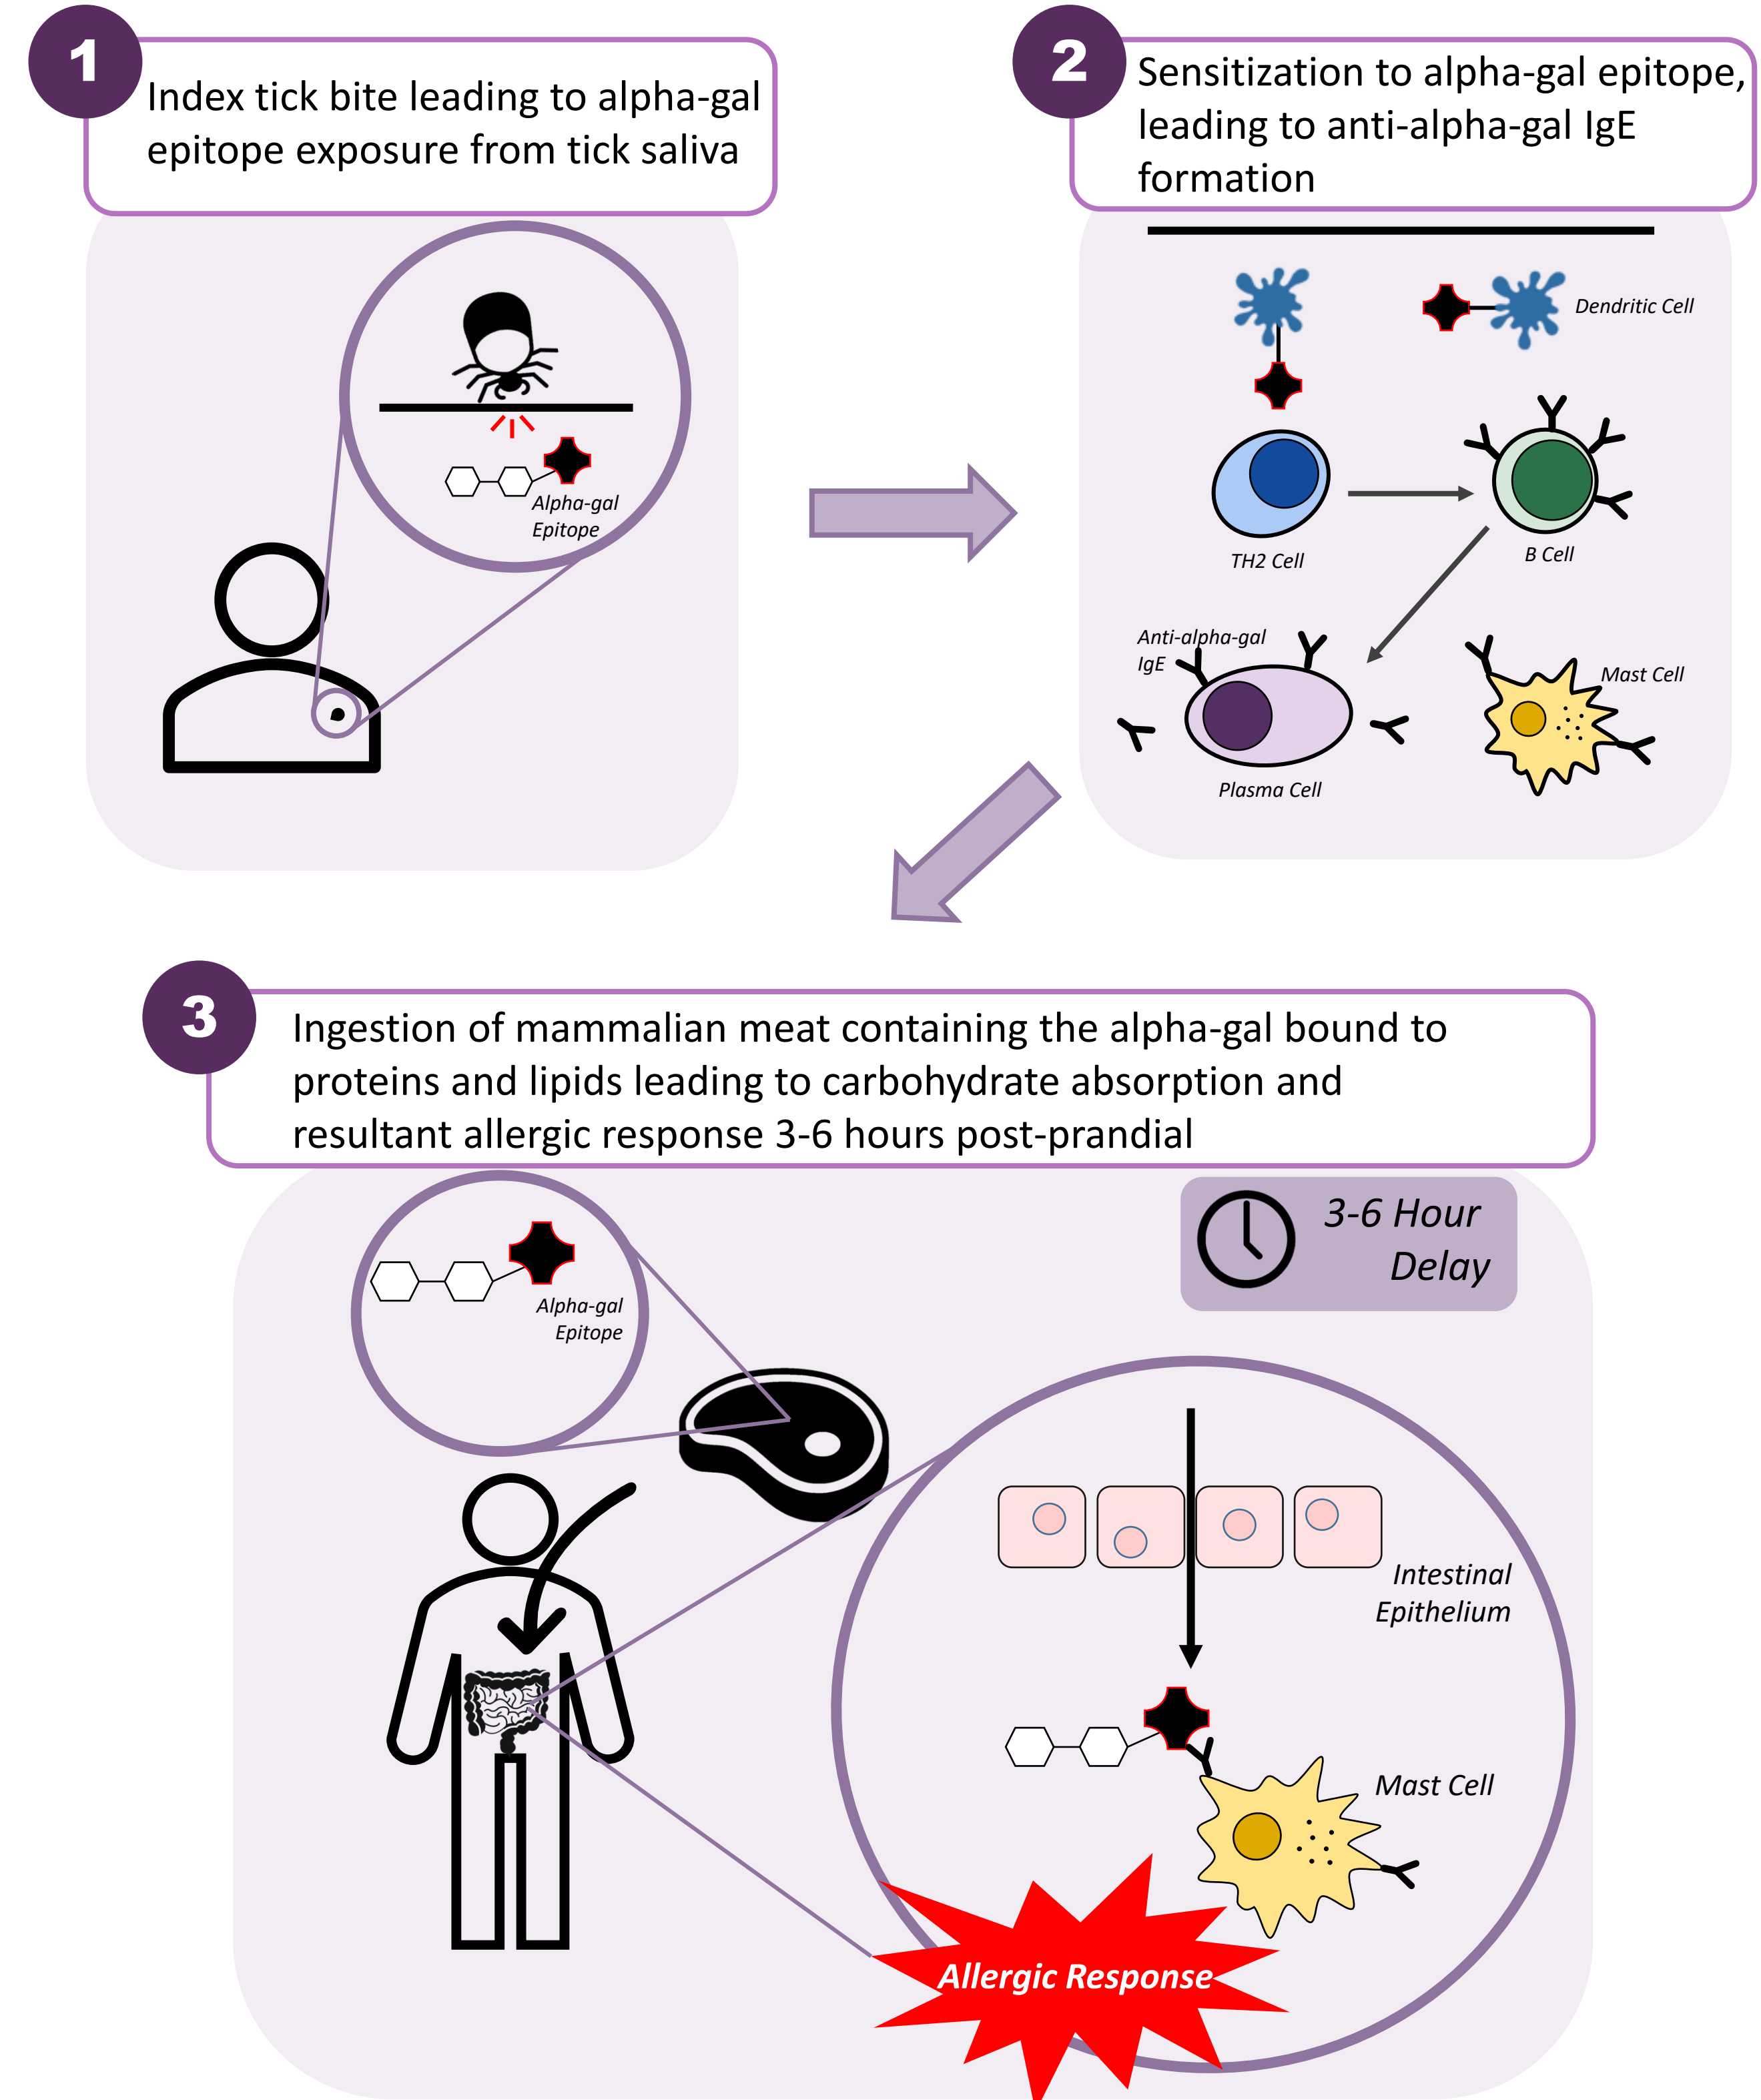 1
Index tick bite leading to alpha-gal
epitope exposure from tick saliva
Alpha-gal
Epitope
2
Sensitization to alpha-gal epitope,
leading to anti-alpha-gal IgE
formation
Dendritic Cell
TH2 Cell
B Cell
Anti-alpha-gal
IgE
Mast Cell
Plasma Cell
3
Ingestion of mammalian meat containing the alpha-gal bound to
proteins and lipids leading to carbohydrate absorption and
resultant allergic response 3-6 hours post-prandial
3-6 Hour
Delay
Alpha-gal
Epitope
Intestinal
Epithelium
Mast Cell
Allergic Response